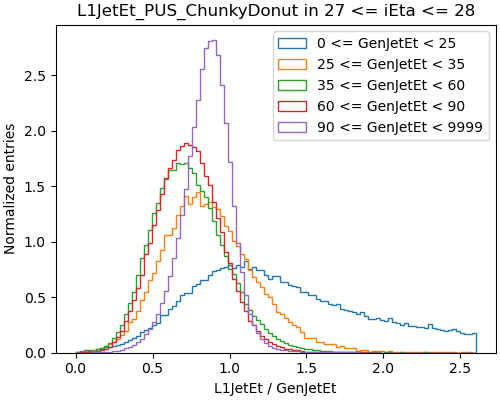 L1JetEt_PUS_ChunkyDonut in 27 <= iEta <= 28
0 <= GenJetEt < 25
25 <= GenJetEt < 35
35 <= GenJetEt < 60
60 <= GenJetEt < 90
90 <= GenJetEt < 9999
Normalized entries
2.5
2.0
1.5
1.0
0.5
0.0
0.0 0.5 1.0 1.5 2.0 2.5
L1JetEt / GenJetEt